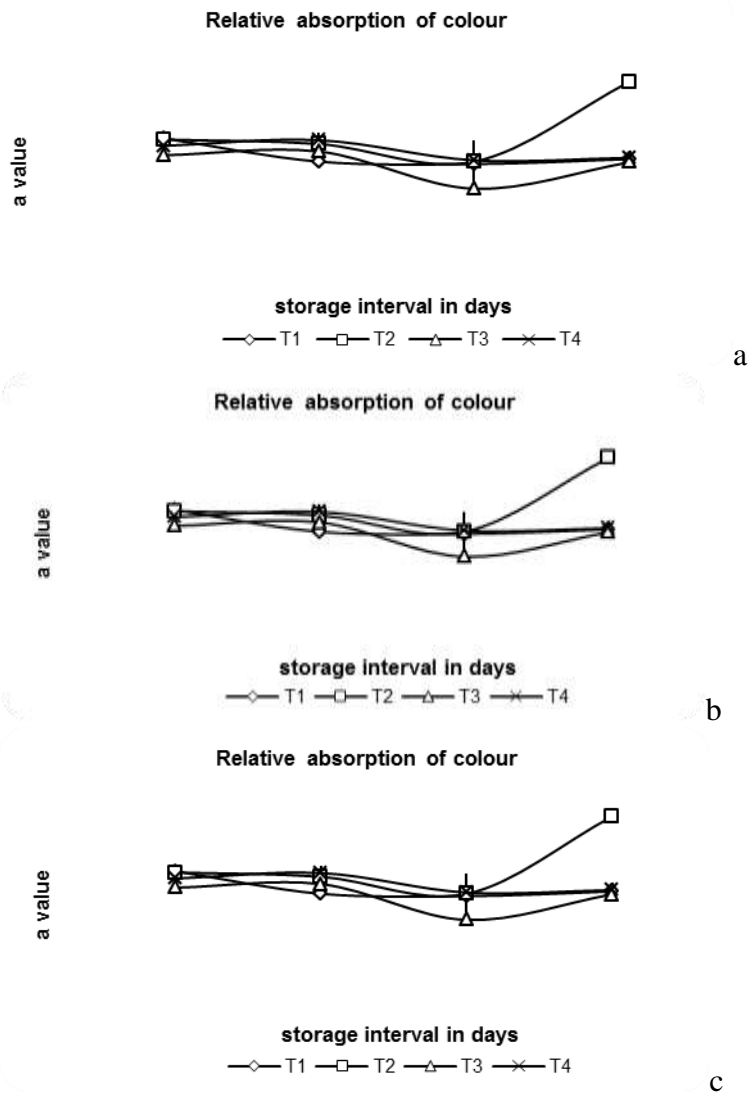 Relative absorption of colour
a value
storage interval in days
T1 T2 T3 T4
a
Relative absorption of colour
a value
storage interval in days
T1 T2 T3 T4
b
Relative absorption of colour
a value
storage interval in days
T1 T2 T3 T4
c